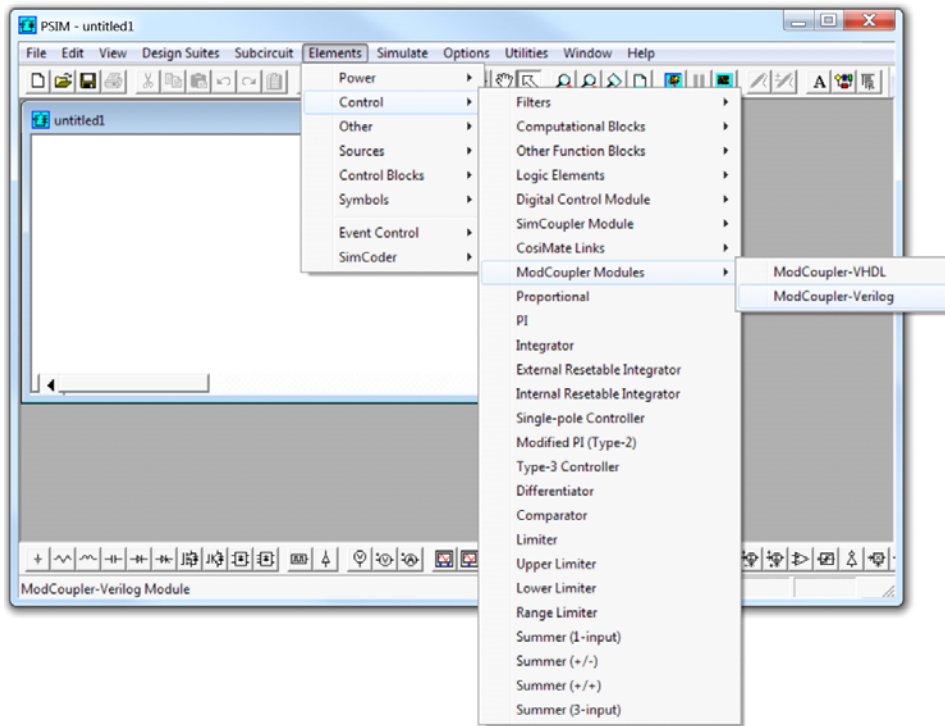 PSIM - untitled1
File Edit View Design Suites Subcircuit Elements Simulate Options Utilities Window Help
untitled1
Power
Control
Other
Sources
Control Blocks
Symbols
Event Control
SimCoder
Filters
Computational Blocks
Other Function Blocks
Logic Elements
Digital Control Module
SimCoupler Module
CosiMate Links
ModCoupler Modules
Proportional
PI
Integrator
External Resetable Integrator
Internal Resetable Integrator
Single-pole Controller
Modified PI (Type-2)
Type-3 Controller
Differentiator
Comparator
Limiter
Upper Limiter
Lower Limiter
Range Limiter
Summer (1-input)
Summer (+/-)
Summer (+/+)
Summer (3-input)
ModCoupler-VHDL
ModCoupler-Verilog
ModCoupler-Verilog Module